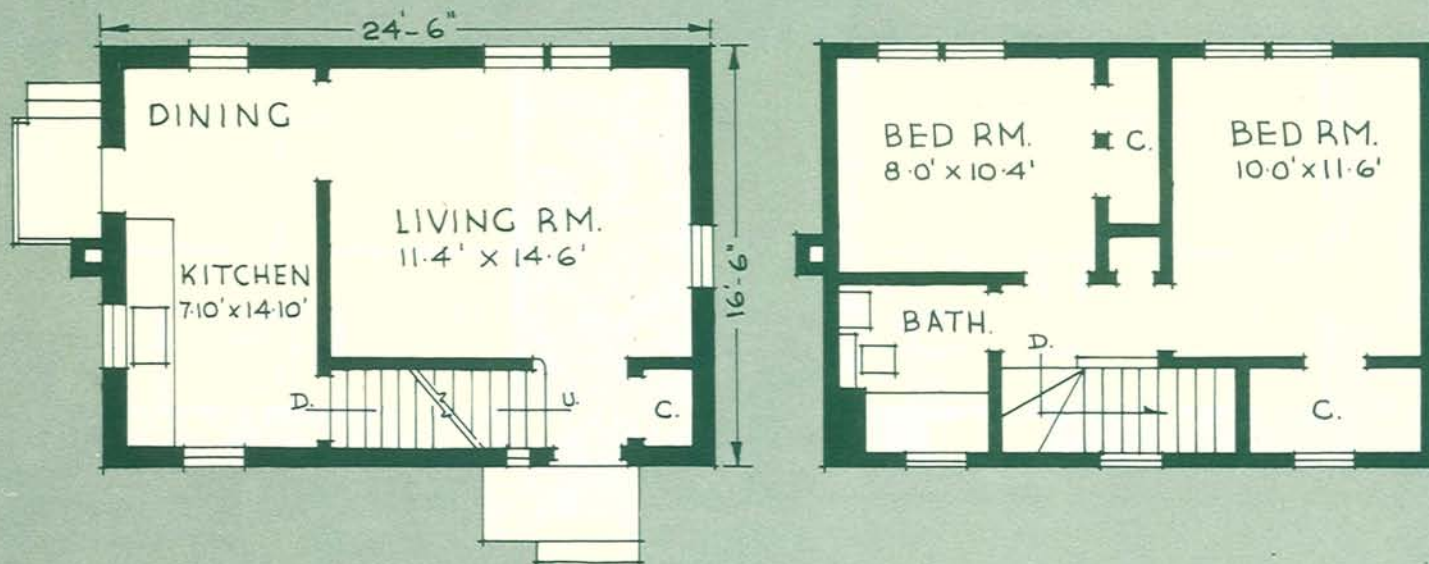 24'-6"
DINING
LIVING RM.
11·4' x 14·6'
KITCHEN
7·10' x 14·10'
16'-6"
D.
U.
C.
BED RM.
8·0' x 10·4'
C.
BED RM.
10·0' x 11·6'
BATH.
D.
C.